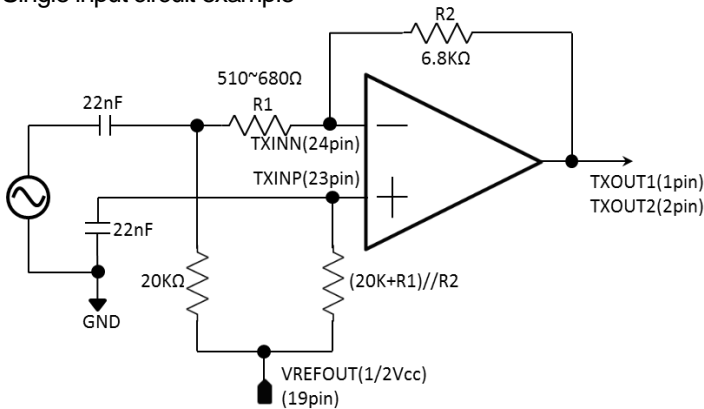 Single input circuit example
R2
6.8KΩ
510~680Ω
R1
22nF
TXINN(24pin)
TXINP(23pin)
TXOUT1(1pin)
TXOUT2(2pin)
22nF
20KΩ
(20K+R1)//R2
GND
VREFOUT(1/2Vcc)
(19pin)